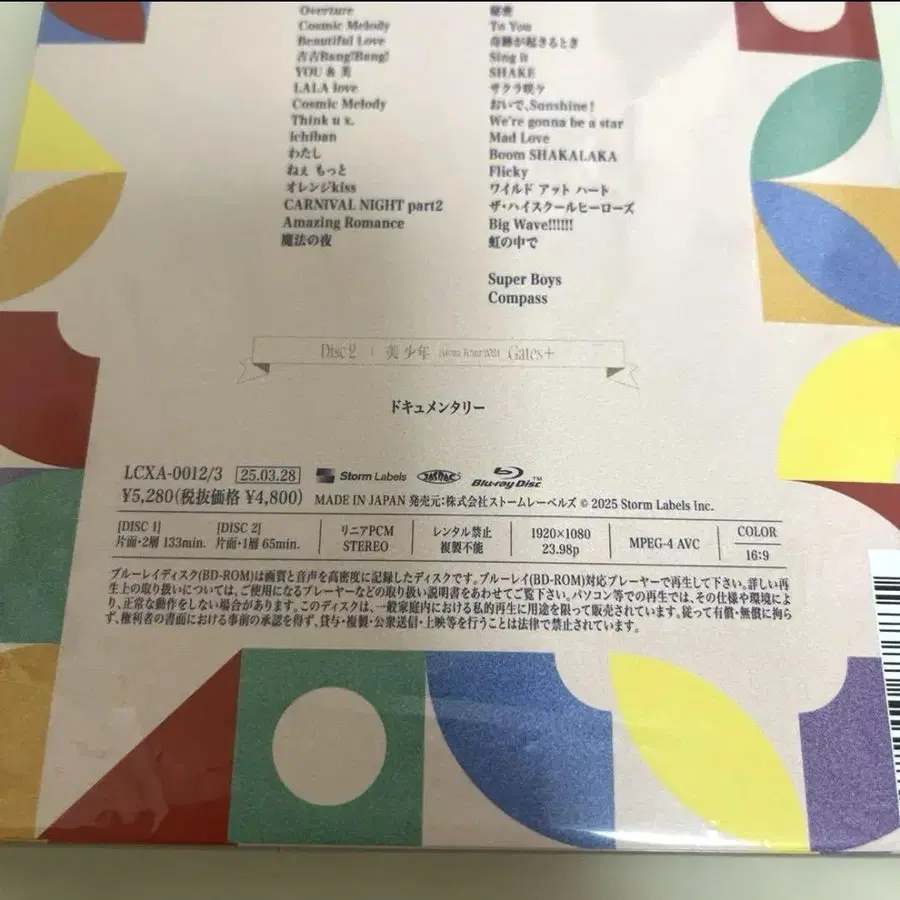 Overture
Cosmic Melody
Beautiful Love
吉吉Bang!Bang!
YOU & 美
LALA love
Cosmic Melody
Think u x.
Ichiban
わたし
ねぇ もっと
オレンジkiss
CARNIVAL NIGHT part2
Amazing Romance
魔法の夜
To You
奇跡が起きるとき
Sing it
SHAKE
サクラ咲ケ
おいで、Sunshine!
We're gonna be a star
Mad Love
Boom SHAKALAKA
Flicky
ワイルド アット ハート
ザ・ハイスクールヒーローズ
Big Wave!!!!!!
虹の中で
Super Boys
Compass
Disc2 | 美 少年 Arena Tour 2024 Gates+
ドキュメンタリー
LCXA-0012/3 25.03.28 Storm Labels JASRAC Blu-ray Disc™
¥5,280(税抜価格 ¥4,800) MADE IN JAPAN 発売元:株式会社ストームレーベルズ © 2025 Storm Labels Inc.
[DISC 1] [DISC 2] リニアPCM レンタル禁止 1920×1080 MPEG-4 AVC COLOR
片面・2層 133min. 片面・1層 65min. STEREO 複製不能 23.98p 16:9
ブルーレイディスク(BD-ROM)は画質と音声を高密度に記録したディスクです。ブルーレイ(BD-ROM)対応プレーヤーで再生して下さい。詳しい再
生上の取り扱いについては、ご使用になるプレーヤーなどの取り扱い説明書をあわせてご覧下さい。パソコン等での再生では、その仕様や環境によ
り、正常な動作をしない場合があります。このディスクは、一般家庭内における私的再生に用途を限って販売されています。従って有償・無償に拘ら
ず、権利者の書面における事前の承認を得ず、貸与・複製・公衆送信・上映等を行うことは法律で禁止されています。